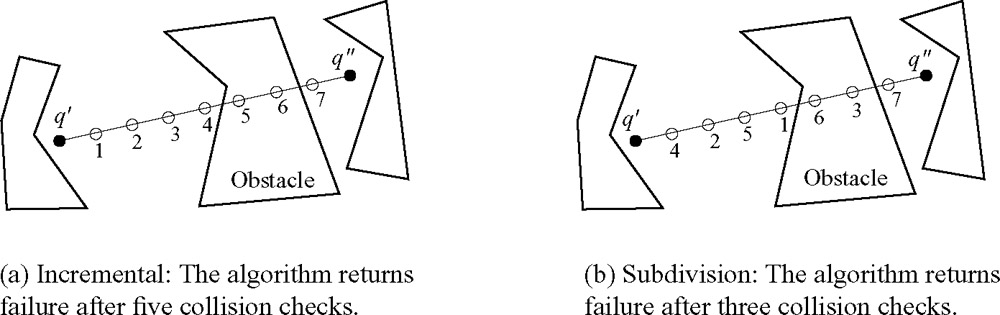 q'
1
2
3
4
5
6
7
q"
Obstacle
q'
4
2
5
1
6
3
7
q"
Obstacle
(a) Incremental: The algorithm returns
failure after five collision checks.
(b) Subdivision: The algorithm returns
failure after three collision checks.